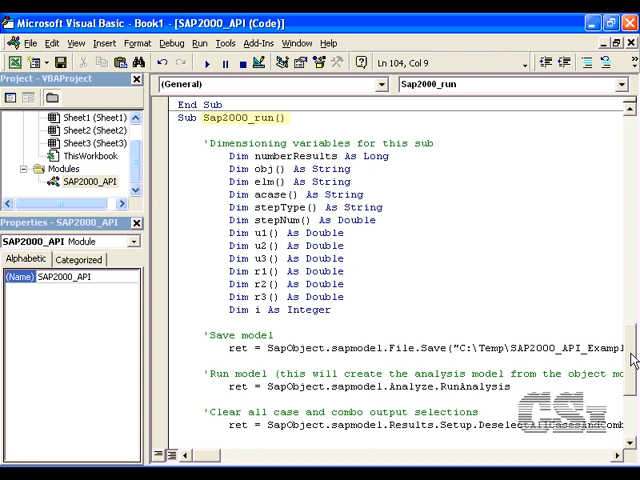 Microsoft Visual Basic - Book1 - [SAP2000_API (Code)]
File Edit View Insert Format Debug Run Tools Add-Ins Window Help
Ln 104, Col 9
Project - VBAProject
Sheet1 (Sheet1)
Sheet2 (Sheet2)
Sheet3 (Sheet3)
ThisWorkbook
Modules
SAP2000_API
Properties - SAP2000_API
SAP2000_API Module
Alphabetic Categorized
(Name) SAP2000_API
(General) Sap2000_run
End Sub
Sub Sap2000_run()
'Dimensioning variables for this sub
Dim numberResults As Long
Dim obj() As String
Dim elm() As String
Dim acase() As String
Dim stepType() As String
Dim stepNum() As Double
Dim u1() As Double
Dim u2() As Double
Dim u3() As Double
Dim r1() As Double
Dim r2() As Double
Dim r3() As Double
Dim i As Integer
'Save model
ret = SapObject.sapmodel.File.Save("C:\Temp\SAP2000_API_Exampl
'Run model (this will create the analysis model from the object mo
ret = SapObject.sapmodel.Analyze.RunAnalysis
'Clear all case and combo output selections
ret = SapObject.sapmodel.Results.Setup.DeselectAllCasesAndComb
CSi